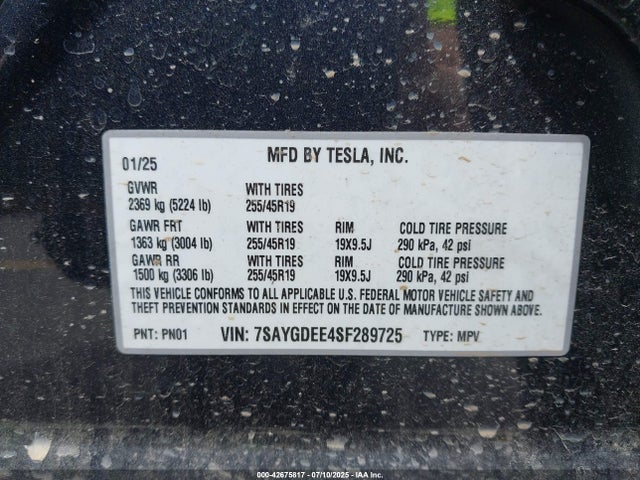 01/25 MFD BY TESLA, INC.
GVWR WITH TIRES
2369 kg (5224 lb) 255/45R19
GAWR FRT WITH TIRES RIM COLD TIRE PRESSURE
1363 kg (3004 lb) 255/45R19 19X9.5J 290 kPa, 42 psi
GAWR RR WITH TIRES RIM COLD TIRE PRESSURE
1500 kg (3306 lb) 255/45R19 19X9.5J 290 kPa, 42 psi
THIS VEHICLE CONFORMS TO ALL APPLICABLE U.S. FEDERAL MOTOR VEHICLE SAFETY AND
THEFT PREVENTION STANDARDS IN EFFECT ON THE DATE OF MANUFACTURE SHOWN ABOVE.
PNT: PN01 VIN: 7SAYGDEE4SF289725 TYPE: MPV
000-42675817 - 07/10/2025 - IAA Inc.